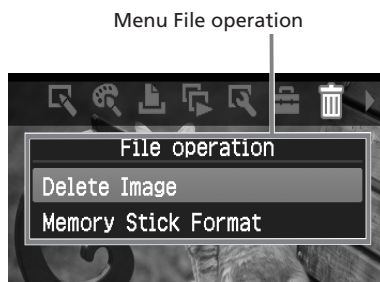 Menu File operation
File operation
Delete Image
Memory Stick Format